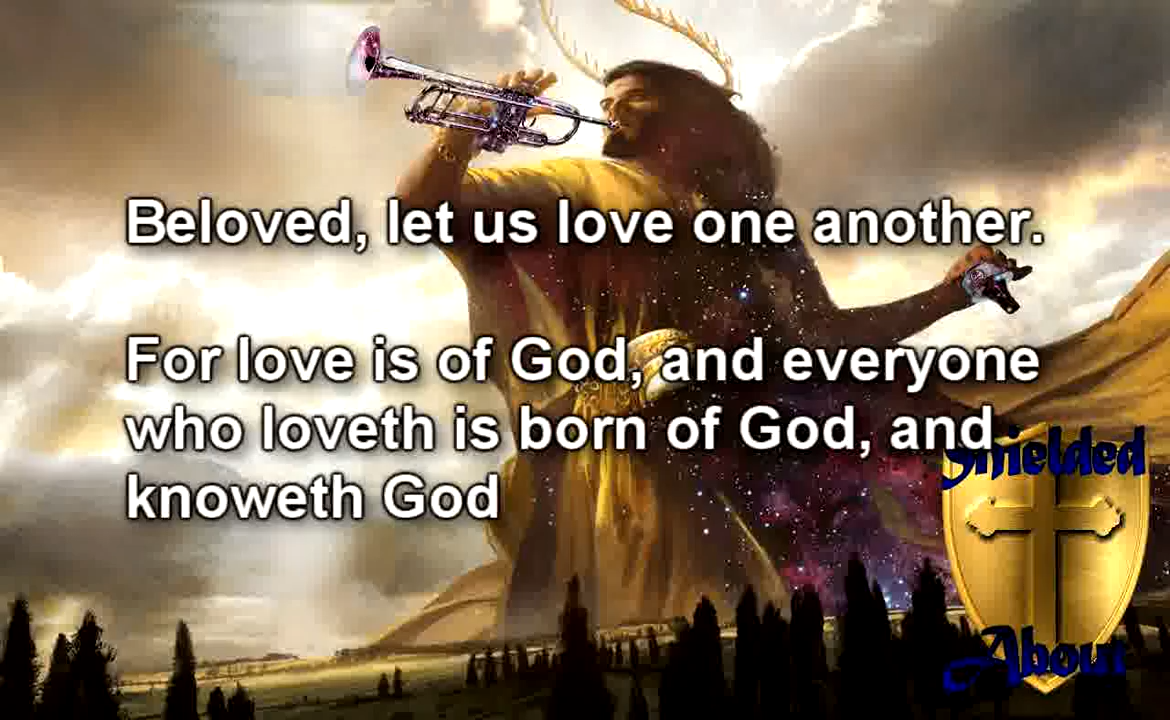 Beloved, let us love one another.
For love is of God, and everyone
who loveth is born of God, and
knoweth God
Shielded
About